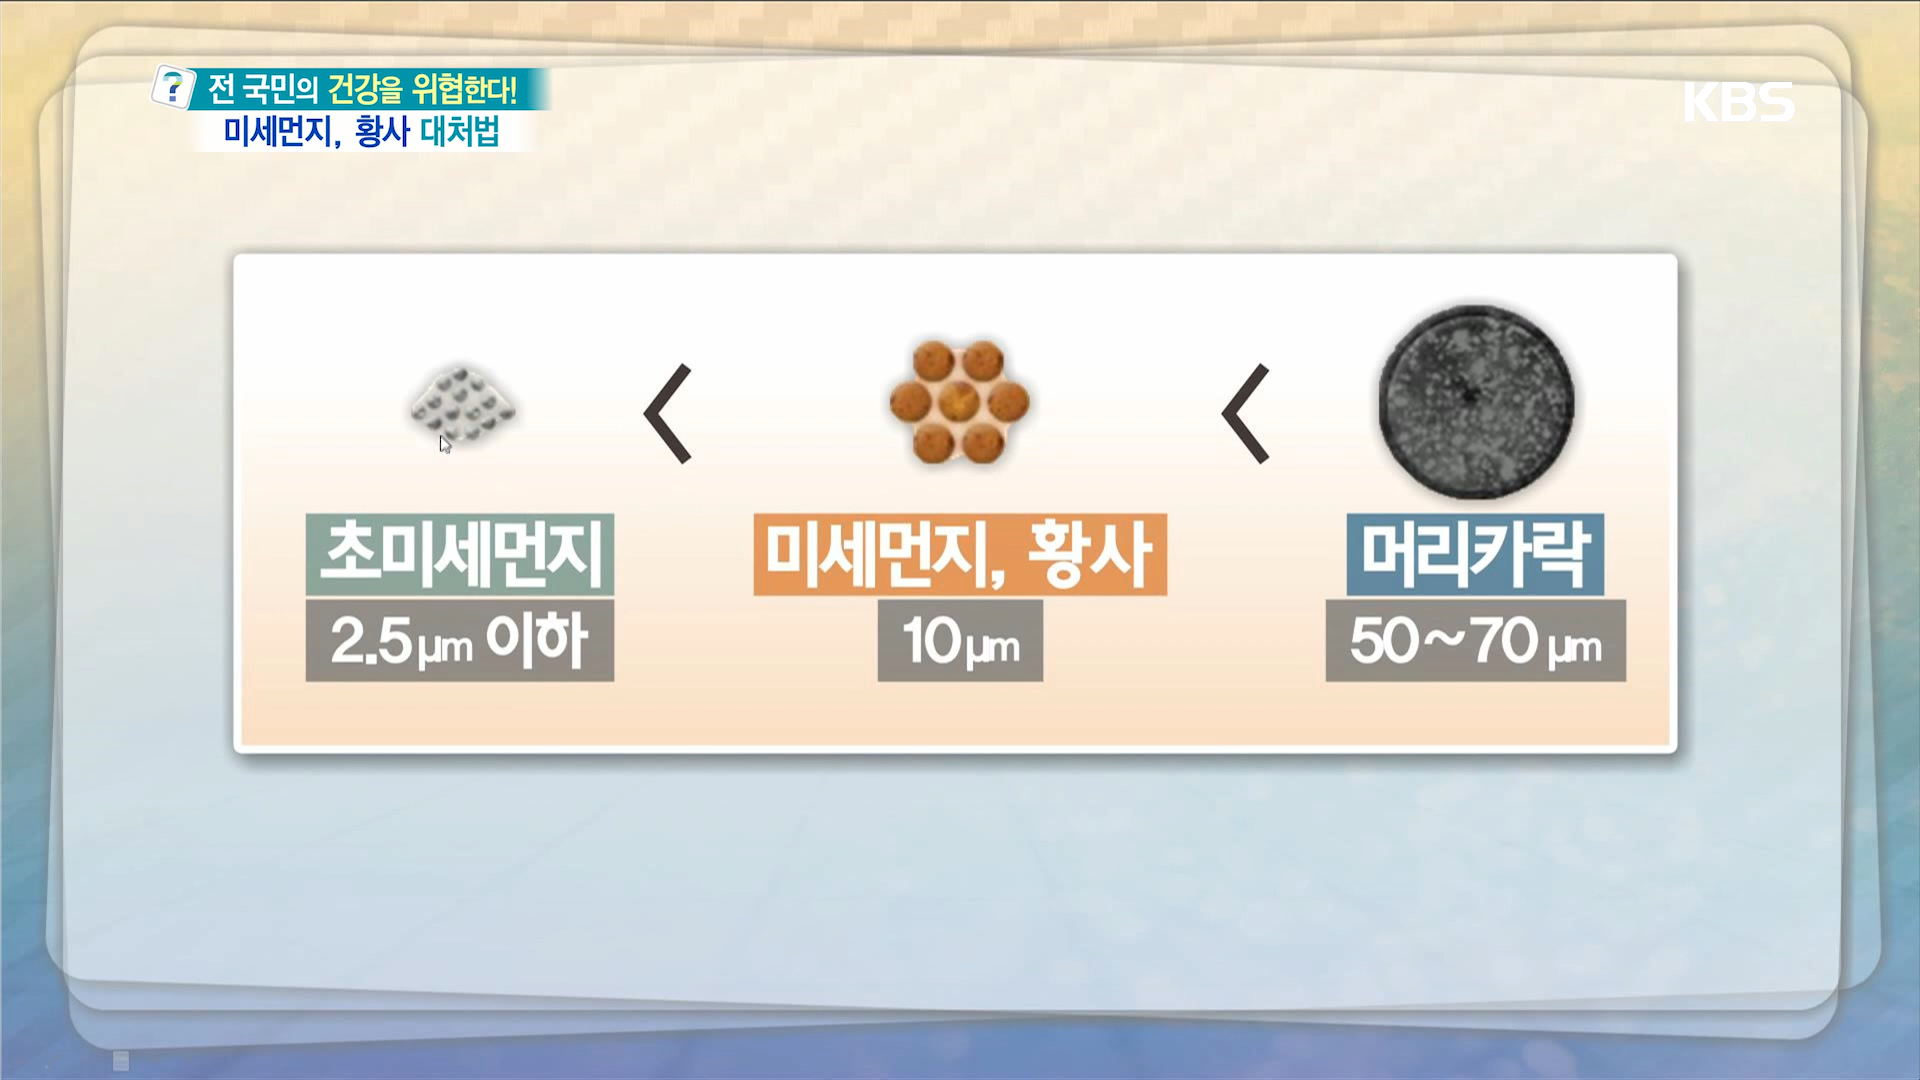 ? 전 국민의 건강을 위협한다!
미세먼지, 황사 대처법
KBS
초미세먼지
2.5μm 이하
미세먼지, 황사
10μm
머리카락
50~70μm